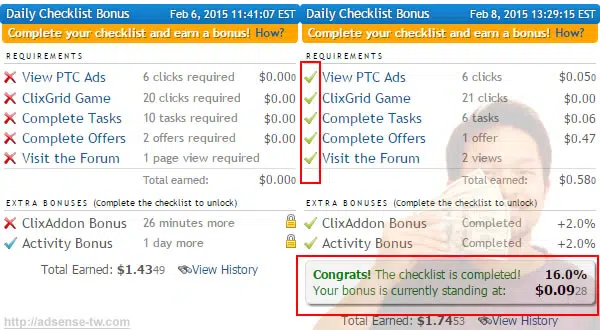 Daily Checklist Bonus Feb 6, 2015 11:41:07 EST
Complete your checklist and earn a bonus! How?
REQUIREMENTS
View PTC Ads 6 clicks required $0.000
ClixGrid Game 20 clicks required $0.00
Complete Tasks 10 tasks required $0.00
Complete Offers 2 offers required $0.00
Visit the Forum 1 page view required
Total earned: $0.000
EXTRA BONUSES (Complete the checklist to unlock)
ClixAddon Bonus 26 minutes more
Activity Bonus 1 day more
Total Earned: $1.4349 View History
http://adsense-tw.com
Daily Checklist Bonus Feb 8, 2015 13:29:15 EST
Complete your checklist and earn a bonus! How?
REQUIREMENTS
View PTC Ads 6 clicks $0.050
ClixGrid Game 21 clicks $0.00
Complete Tasks 6 tasks $0.06
Complete Offers 1 offer $0.47
Visit the Forum 2 views
Total earned: $0.580
EXTRA BONUSES (Complete the checklist to unlock)
ClixAddon Bonus Completed +2.0%
Activity Bonus Completed +2.0%
Congrats! The checklist is completed! 16.0%
Your bonus is currently standing at: $0.0928
Total Earned: $1.7453 View History